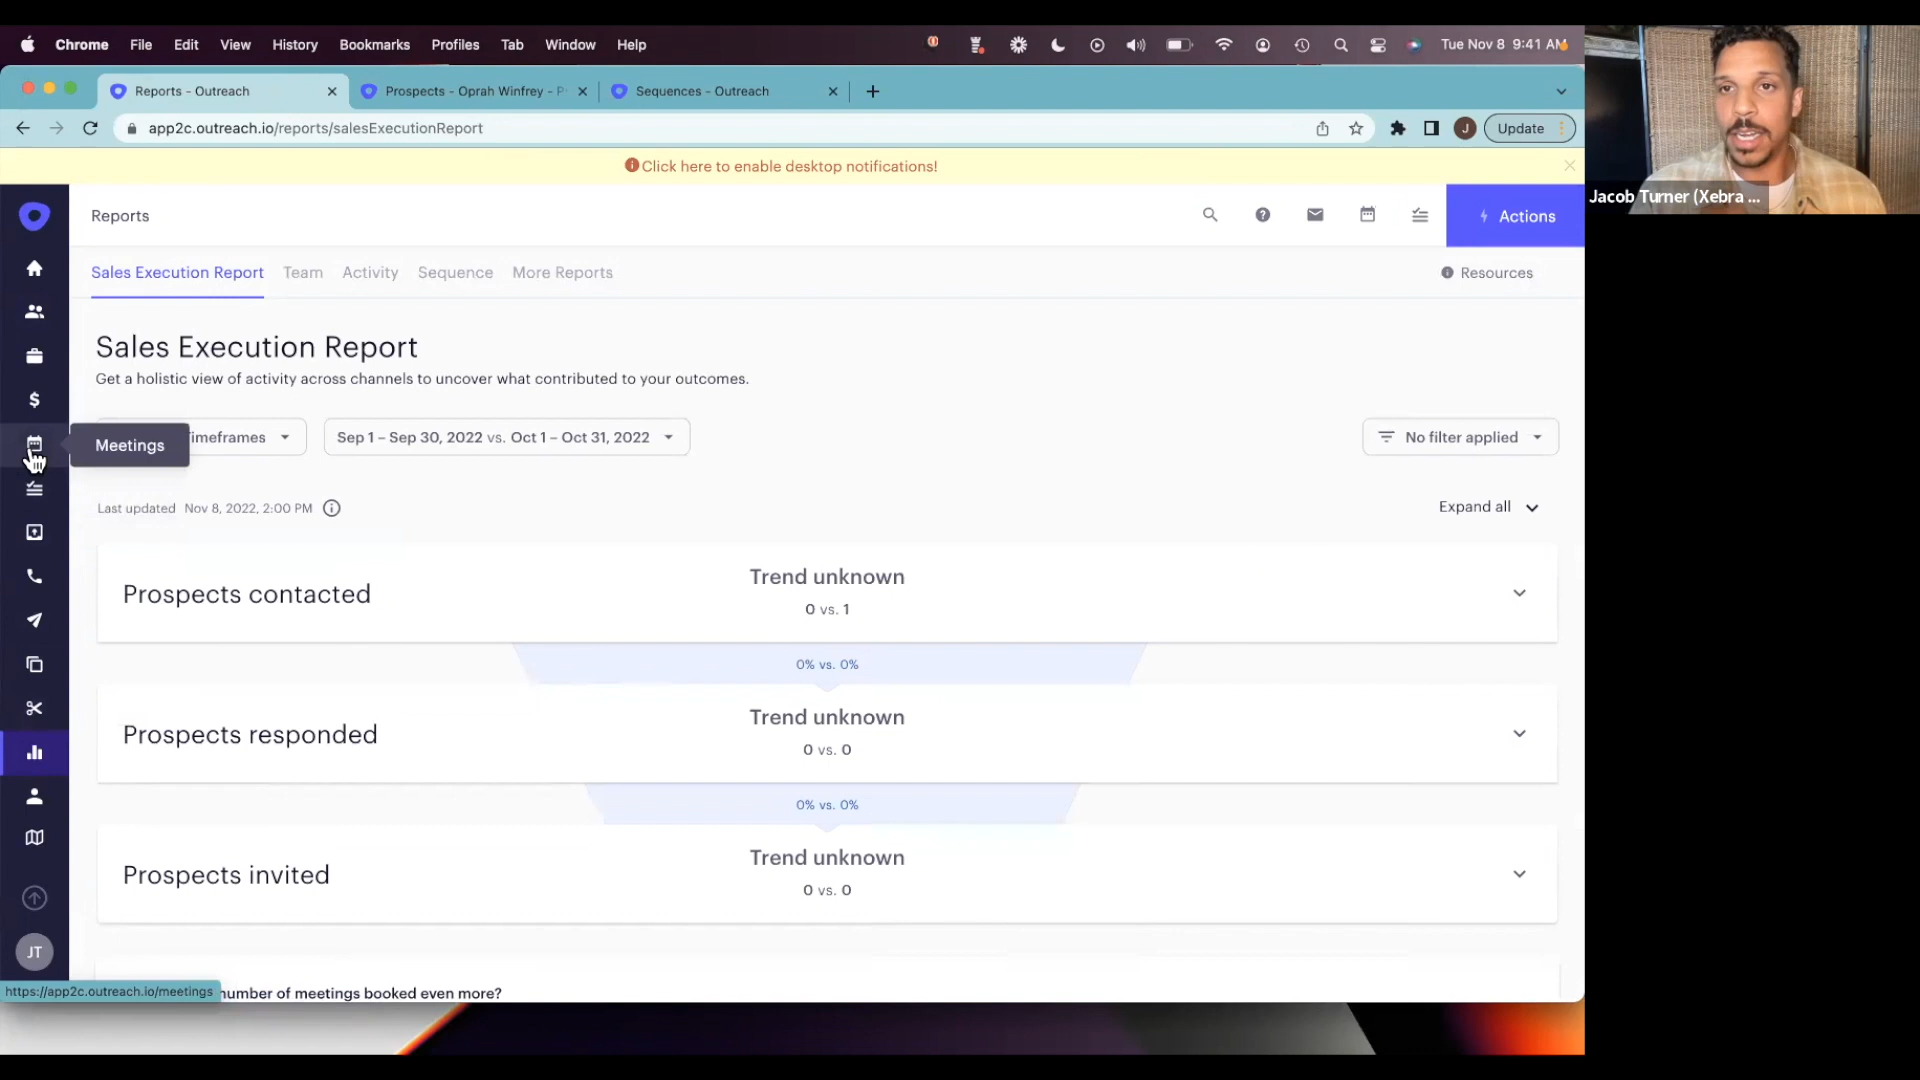 Chrome File Edit View History Bookmarks Profiles Tab Window Help Tue Nov 8 9:41 AM
Reports - Outreach Prospects - Oprah Winfrey - P Sequences - Outreach
app2c.outreach.io/reports/salesExecutionReport J Update
Click here to enable desktop notifications!
Jacob Turner (Xebra ...
Reports Actions
Sales Execution Report Team Activity Sequence More Reports Resources
Sales Execution Report
Get a holistic view of activity across channels to uncover what contributed to your outcomes.
Meetings imeframes Sep 1 – Sep 30, 2022 vs. Oct 1 – Oct 31, 2022 No filter applied
Last updated Nov 8, 2022, 2:00 PM Expand all
Prospects contacted
Trend unknown
0 vs. 1
0% vs. 0%
Prospects responded
Trend unknown
0 vs. 0
0% vs. 0%
Prospects invited
Trend unknown
0 vs. 0
JT
https://app2c.outreach.io/meetings number of meetings booked even more?